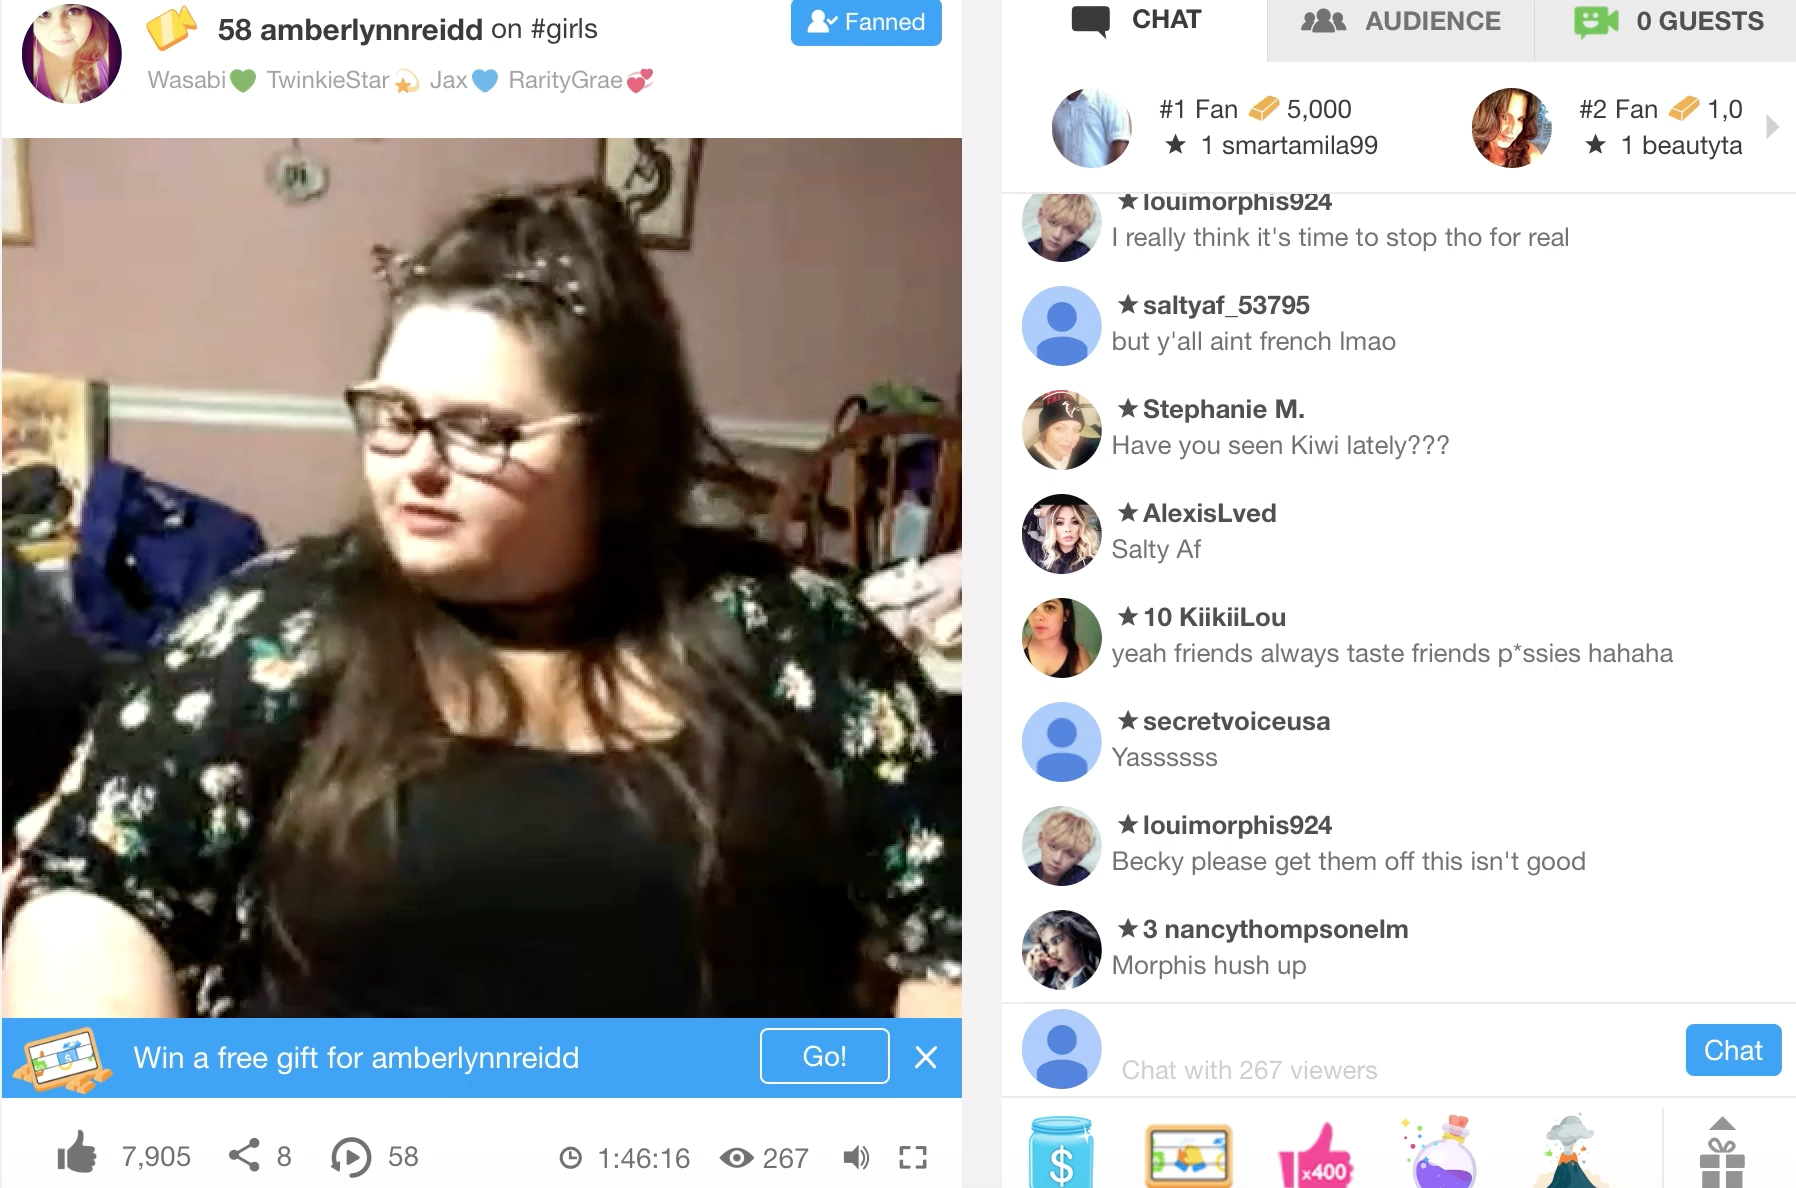 58 amberlynnreidd on #girls
Fanned
Wasabi💚 TwinkieStar💫 Jax💙 RarityGrae💞
Win a free gift for amberlynnreidd
Go!
7,905
8
58
1:46:16
267
CHAT
AUDIENCE
0 GUESTS
#1 Fan 5,000
★ 1 smartamila99
#2 Fan 1,0
★ 1 beautyta
★ louimorphis924
I really think it's time to stop tho for real
★ saltyaf_53795
but y'all aint french lmao
★ Stephanie M.
Have you seen Kiwi lately???
★ AlexisLved
Salty Af
★ 10 KiikiiLou
yeah friends always taste friends p*ssies hahaha
★ secretvoiceusa
Yassssss
★ louimorphis924
Becky please get them off this isn't good
★ 3 nancythompsonelm
Morphis hush up
Chat with 267 viewers
Chat
$
x400